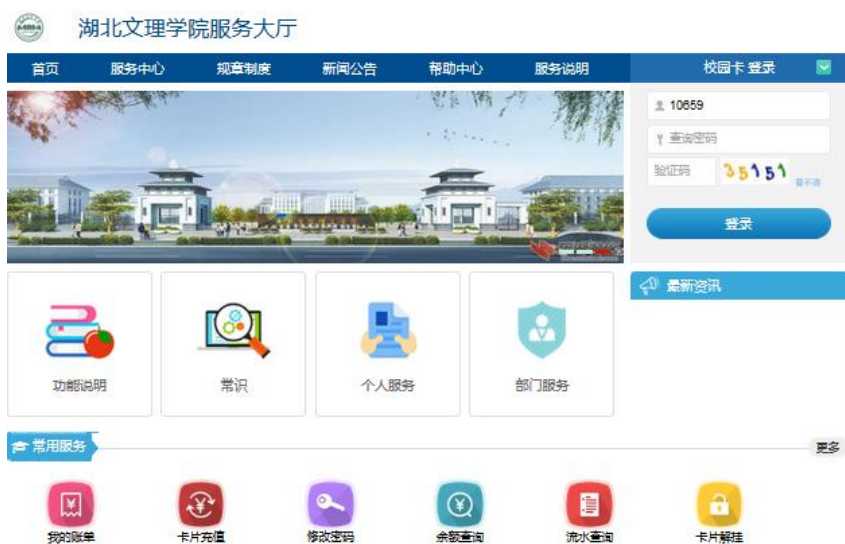 湖北文理学院服务大厅
首页 服务中心 规章制度 新闻公告 帮助中心 服务说明 校园卡 登录
10659
查询密码
验证码 35151 看不清
登录
最新资讯
功能说明 常识 个人服务 部门服务
常用服务 更多
我的账单 卡片充值 修改密码 余额查询 流水查询 卡片解挂